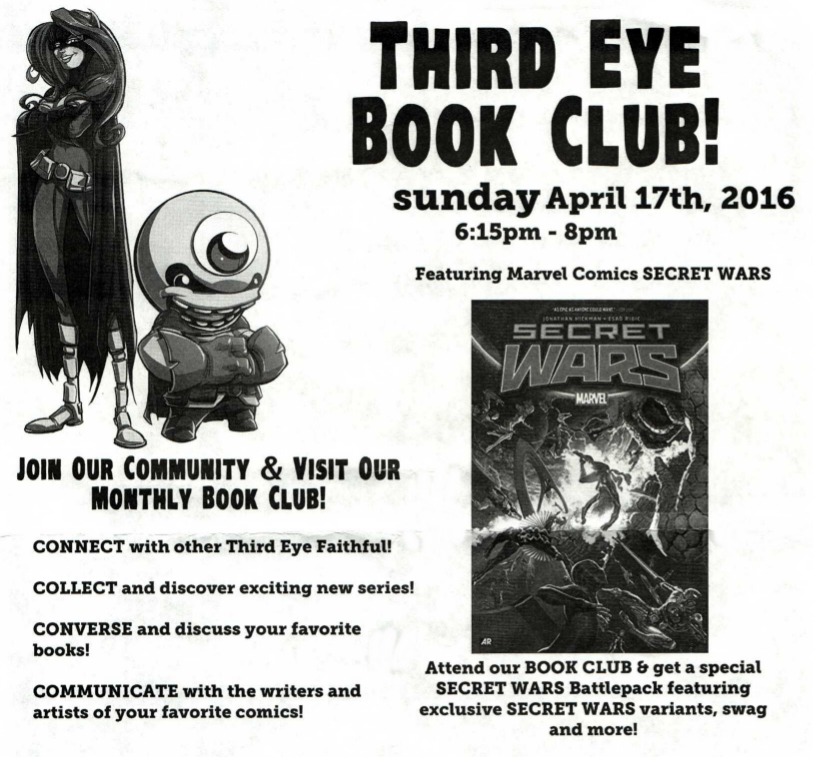 THIRD EYE
BOOK CLUB!
sunday April 17th, 2016
6:15pm - 8pm
Featuring Marvel Comics SECRET WARS
JONATHAN HICKMAN • ESAD RIBIC
SECRET
WARS
MARVEL
AR
Attend our BOOK CLUB & get a special
SECRET WARS Battlepack featuring
exclusive SECRET WARS variants, swag
and more!
JOIN OUR COMMUNITY & VISIT OUR
MONTHLY BOOK CLUB!
CONNECT with other Third Eye Faithful!
COLLECT and discover exciting new series!
CONVERSE and discuss your favorite
books!
COMMUNICATE with the writers and
artists of your favorite comics!